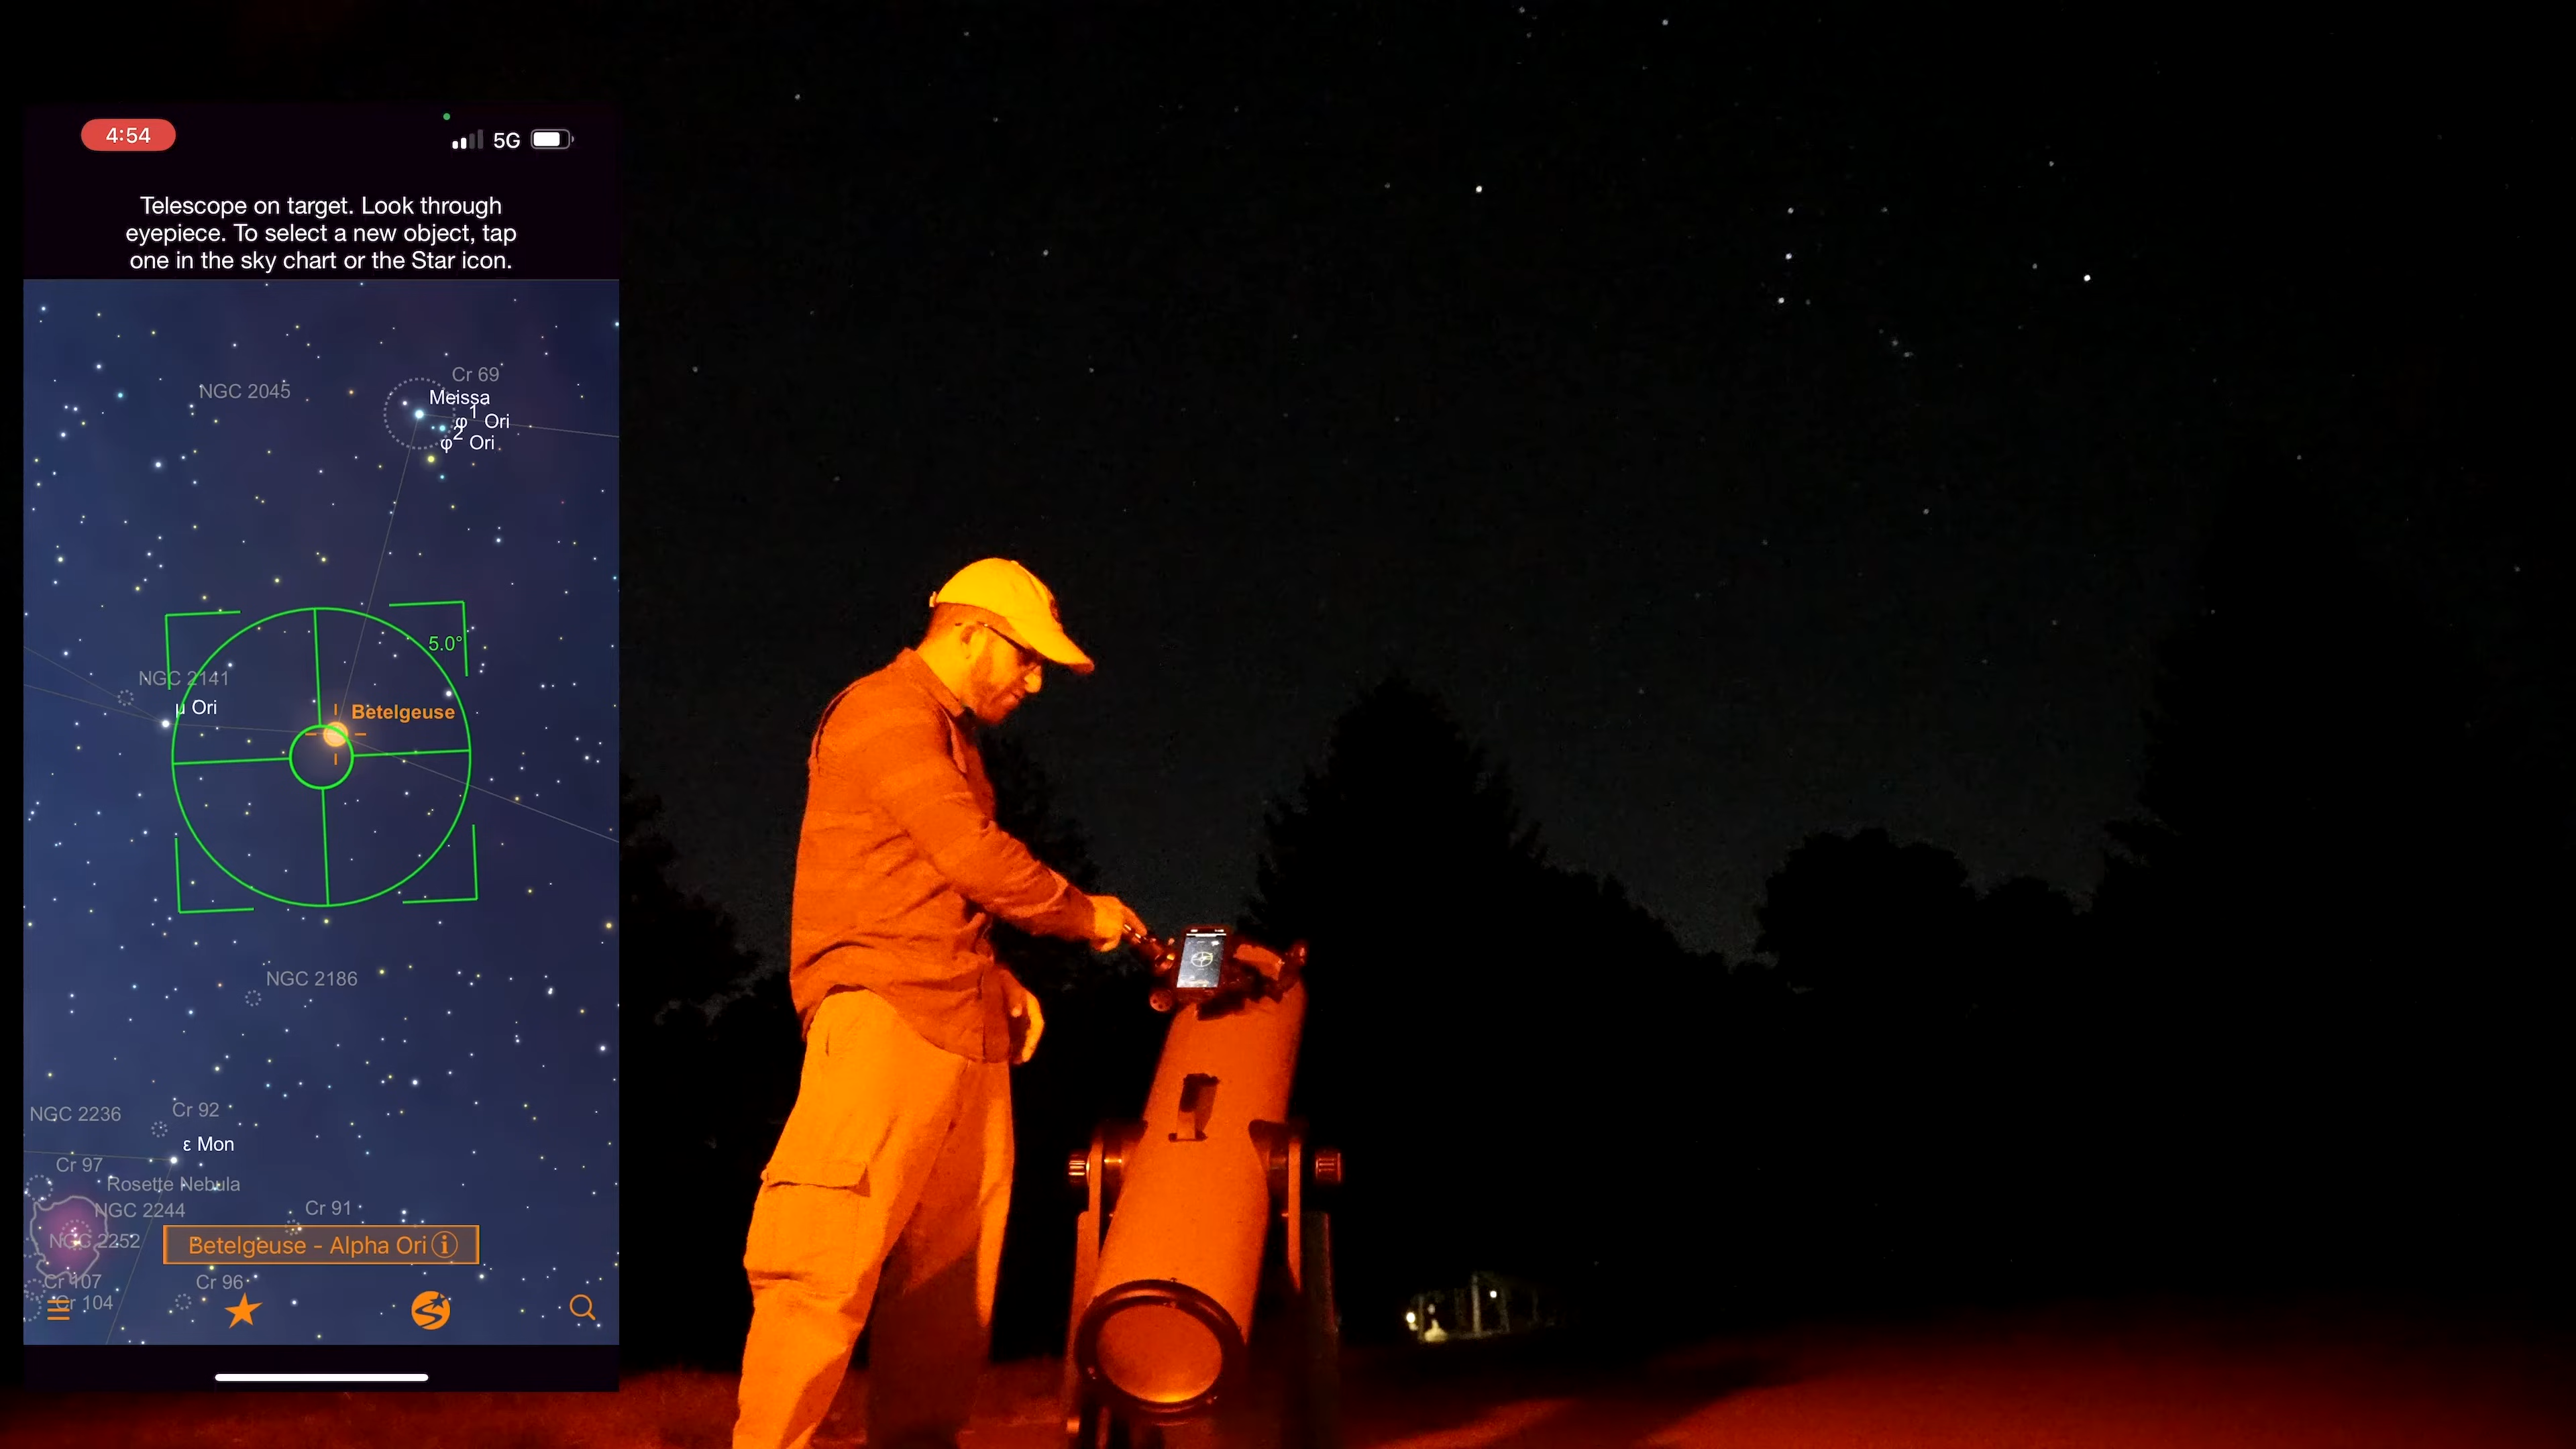 4:54
5G
Telescope on target. Look through
eyepiece. To select a new object, tap
one in the sky chart or the Star icon.
Cr 69
NGC 2045
Meissa
φ1 Ori
φ2 Ori
5.0°
NGC 2141
μ Ori
Betelgeuse
NGC 2186
NGC 2236
Cr 92
ε Mon
Cr 97
Rosette Nebula
NGC 2244
Cr 91
NGC 2252
Betelgeuse - Alpha Ori
Cr 107
Cr 96
Cr 104